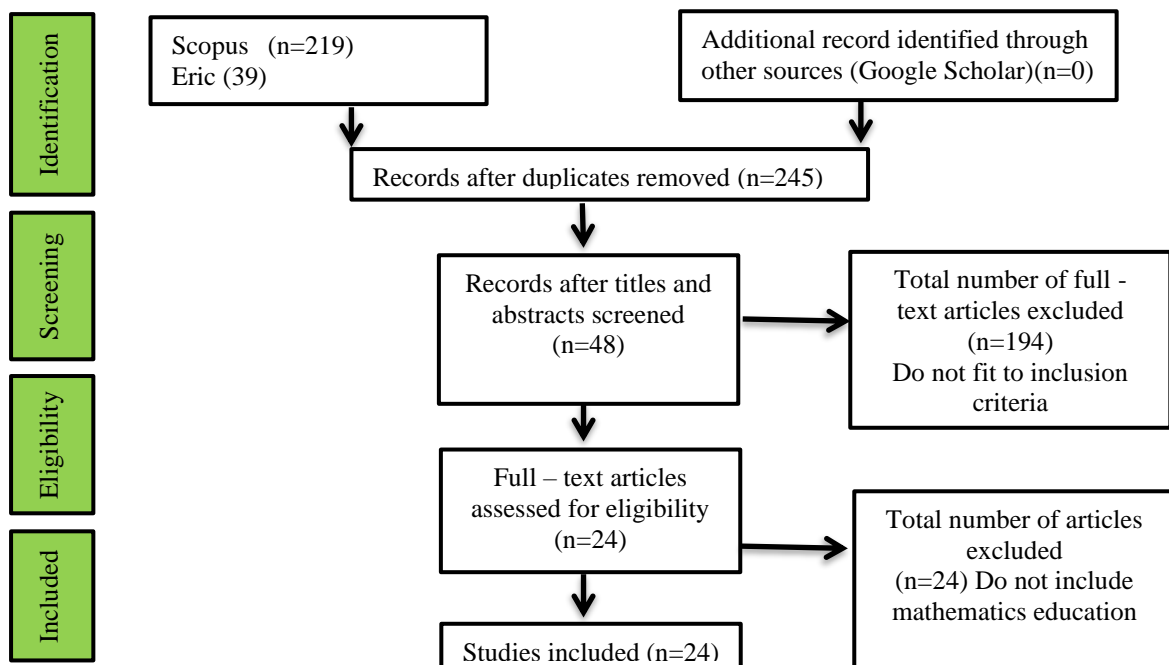 Identification
Scopus (n=219)
Eric (39)
Additional record identified through
other sources (Google Scholar)(n=0)
Records after duplicates removed (n=245)
Screening
Records after titles and
abstracts screened
(n=48)
Total number of full -
text articles excluded
(n=194)
Do not fit to inclusion
criteria
Eligibility
Full – text articles
assessed for eligibility
(n=24)
Total number of articles
excluded
(n=24) Do not include
mathematics education
Included
Studies included (n=24)